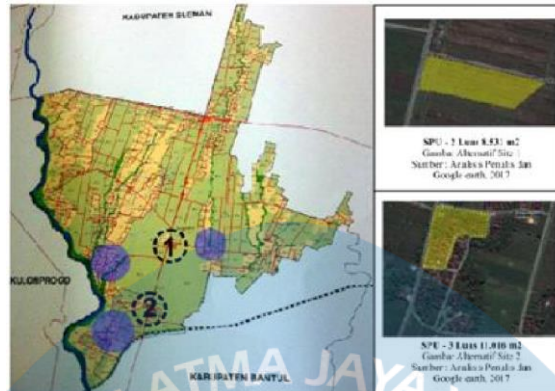 KABUPATEN SLEMAN
1
2
KULONPROGO
KABUPATEN BANTUL
ATMA JAYA
SPU - 2 Luas 8.531 m2
Gambar Alternatif Site 1
Sumber : Analisis Penulis dan
Google earth, 2017
SPU - 3 Luas 11.016 m2
Gambar Alternatif Site 2
Sumber : Analisis Penulis dan
Google earth, 2017